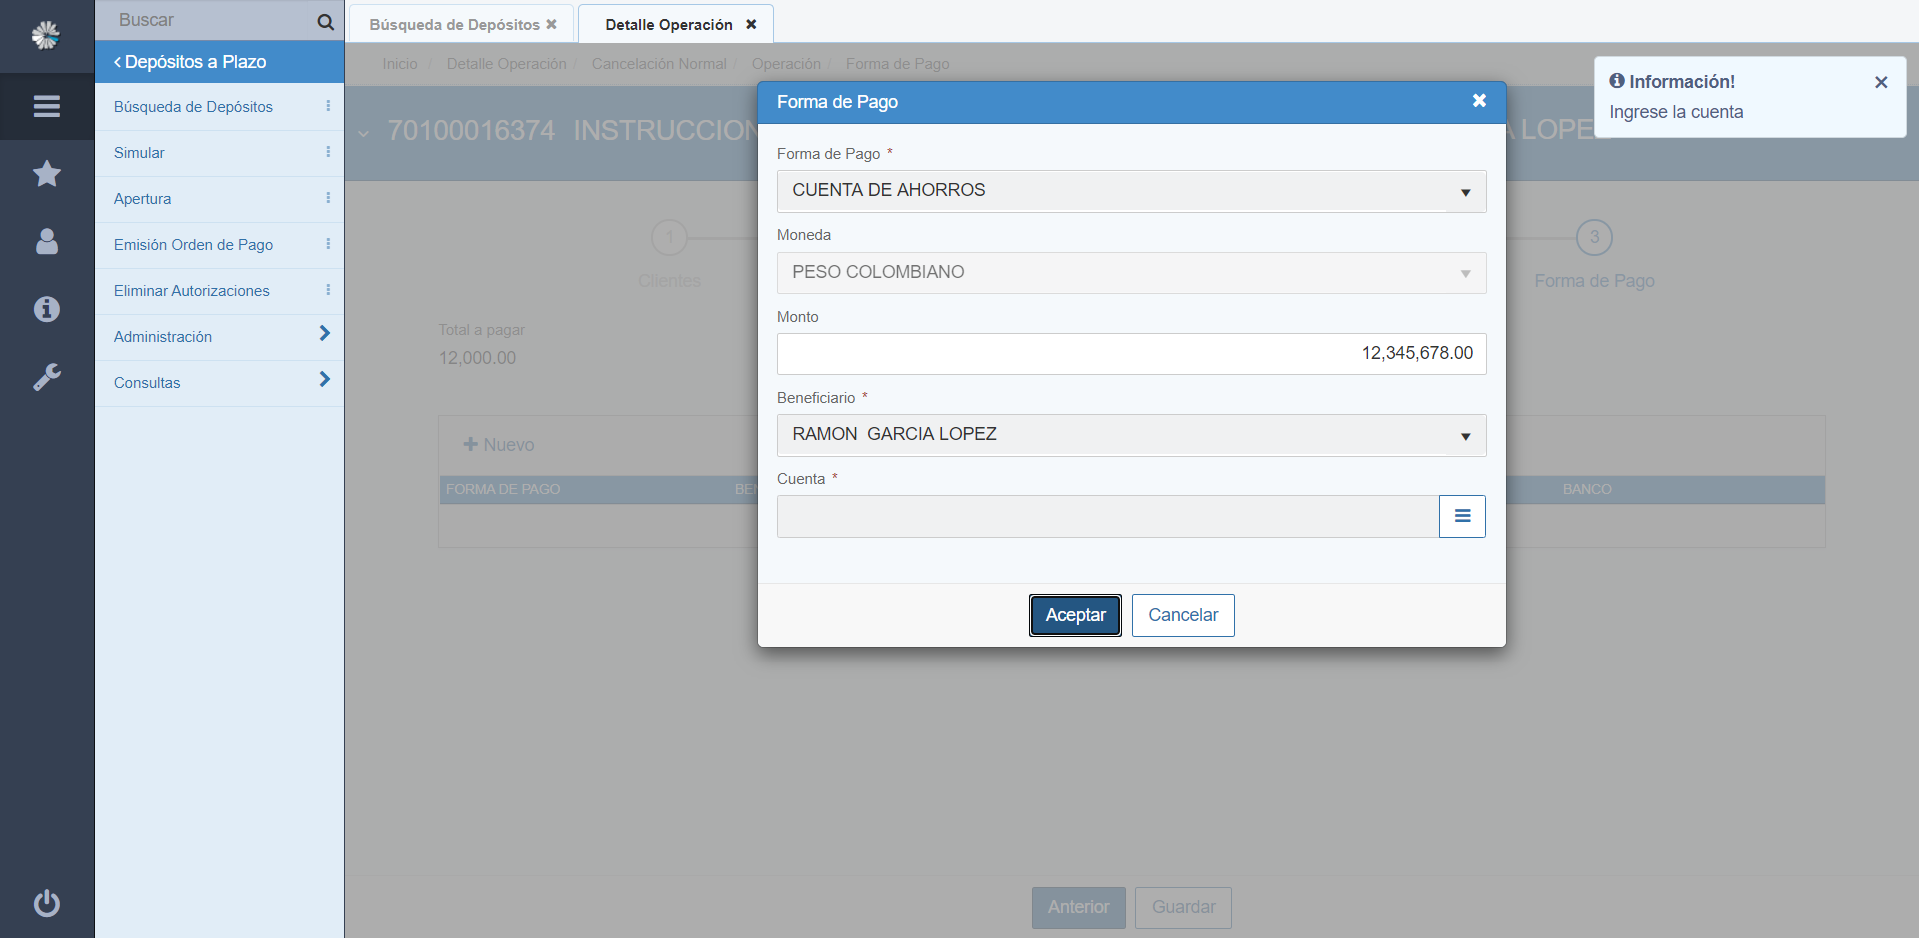 Buscar
Búsqueda de Depósitos
Detalle Operación
Depósitos a Plazo
Inicio / Detalle Operación / Cancelación Normal / Operación / Forma de Pago
Forma de Pago
Información!
Ingrese la cuenta
Búsqueda de Depósitos
Simular
Apertura
Emisión Orden de Pago
Eliminar Autorizaciones
Administración
Consultas
70100016374 INSTRUCCION
LOPE
1
Clientes
3
Forma de Pago
Total a pagar
12,000.00
Nuevo
FORMA DE PAGO
BANCO
Forma de Pago *
CUENTA DE AHORROS
Moneda
PESO COLOMBIANO
Monto
12,345,678.00
Beneficiario *
RAMON GARCIA LOPEZ
Cuenta *
Aceptar
Cancelar
Anterior
Guardar